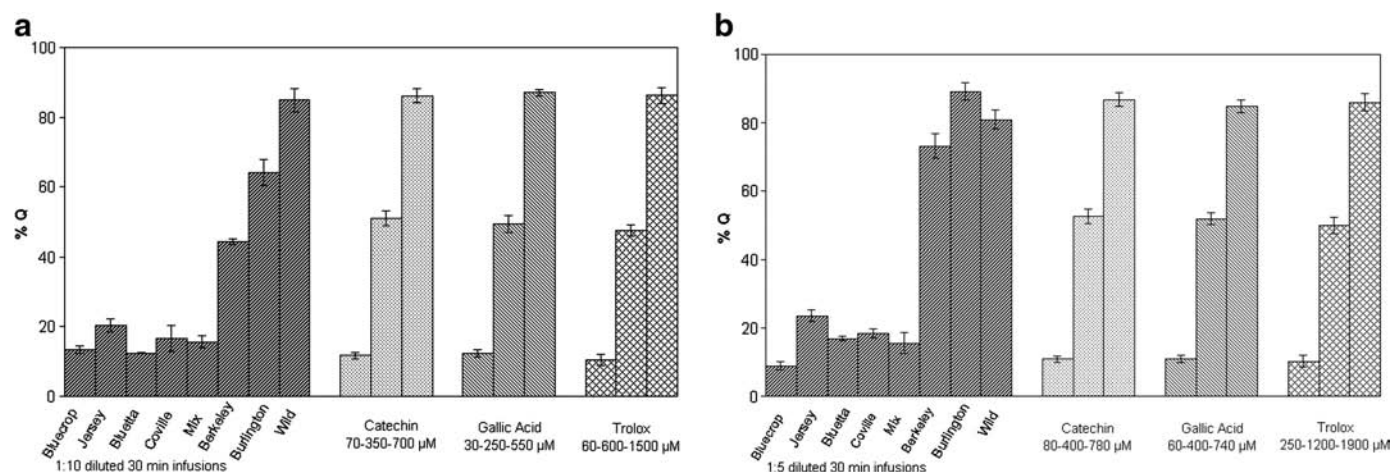 a
100
80
60
40
20
0
% Q
Bluecrop
Jersey
Bluetta
Coville
Mix
Berkeley
Burlington
Wild
1:10 diluted 30 min infusions
Catechin
70-350-700 µM
Gallic Acid
30-250-550 µM
Trolox
60-600-1500 µM
b
100
80
60
40
20
0
% Q
Bluecrop
Jersey
Bluetta
Coville
Mix
Berkeley
Burlington
Wild
1:5 diluted 30 min infusions
Catechin
80-400-780 µM
Gallic Acid
60-400-740 µM
Trolox
250-1200-1900 µM